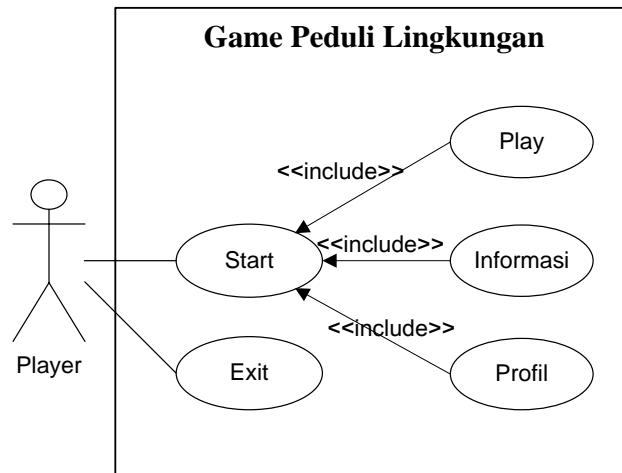 Game Peduli Lingkungan
Play
<<include>>
<<include>>
Start
Informasi
<<include>>
Player
Exit
Profil